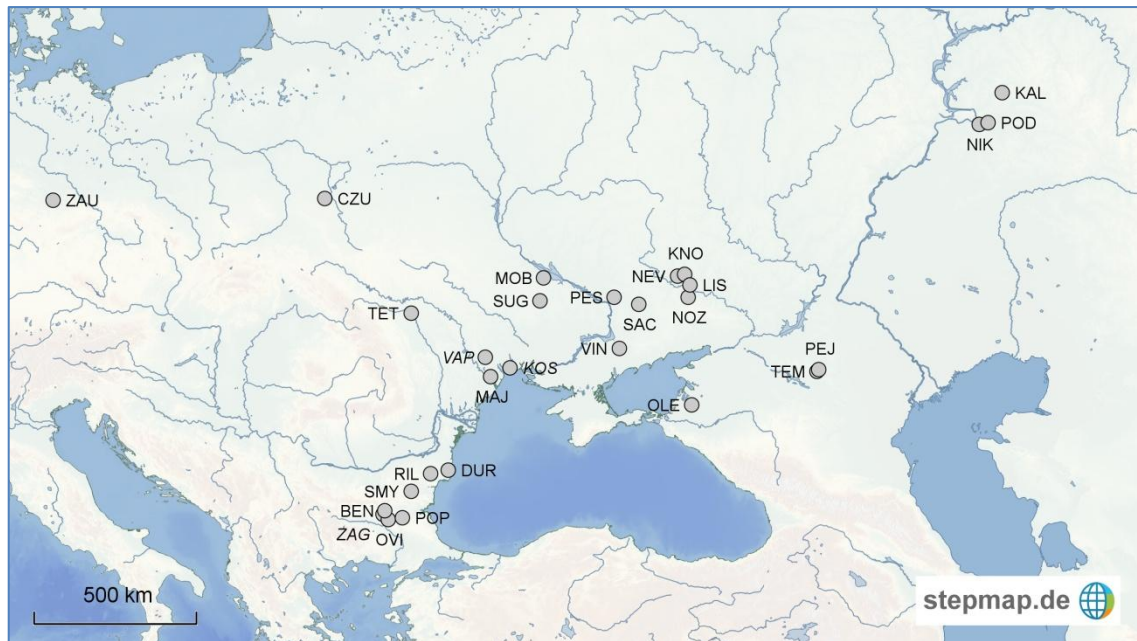 KAL
POD
NIK
ZAU
CZU
KNO
MOB
NEV
LIS
SUG
PES
SAC
NOZ
TET
VIN
VAP
KOS
PEJ
MAJ
TEM
OLE
RIL
DUR
SMY
BEN
POP
ZAG
OVI
500 km
stepmap.de